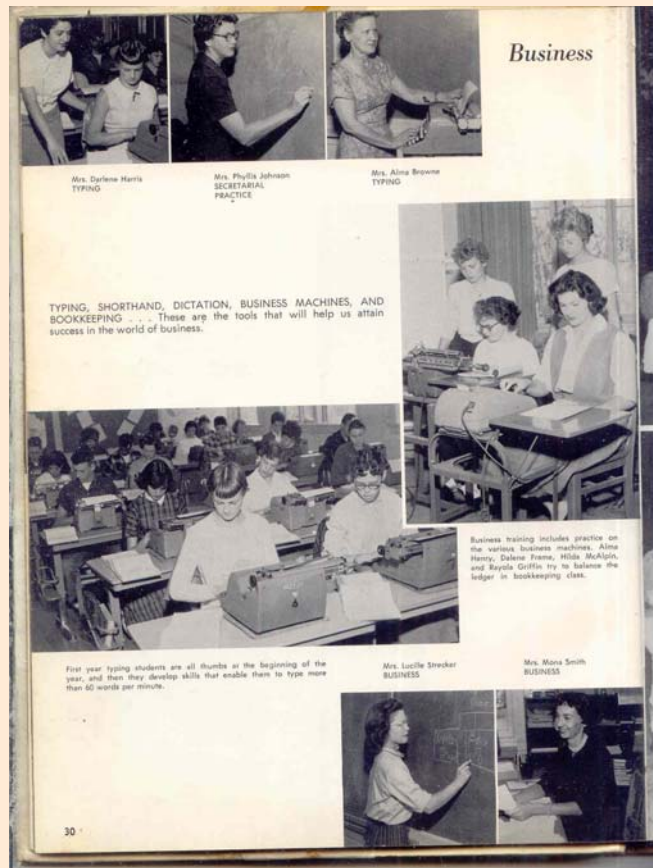 Business
Mrs. Darlene Harris
TYPING
Mrs. Phyllis Johnson
SECRETARIAL
PRACTICE
Mrs. Alma Browne
TYPING
TYPING, SHORTHAND, DICTATION, BUSINESS MACHINES, AND
BOOKKEEPING . . . These are the tools that will help us attain
success in the world of business.
Business training includes practice on
the various business machines. Alma
Henry, Dalene Frame, Hilda McAlpin,
and Rayola Griffin try to balance the
ledger in bookkeeping class.
First year typing students are all thumbs at the beginning of the
year, and then they develop skills that enable them to type more
than 60 words per minute.
Mrs. Lucille Strecker
BUSINESS
Mrs. Mona Smith
BUSINESS
30